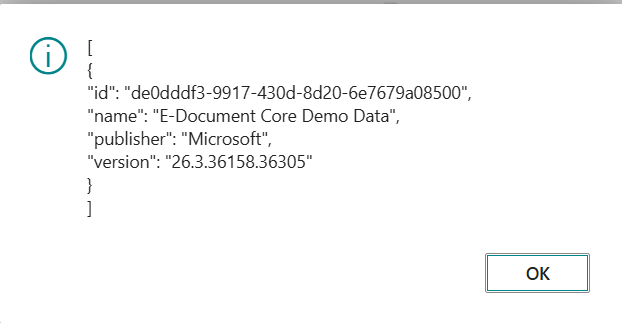 [
{
"id": "de0dddf3-9917-430d-8d20-6e7679a08500",
"name": "E-Document Core Demo Data",
"publisher": "Microsoft",
"version": "26.3.36158.36305"
}
]
OK